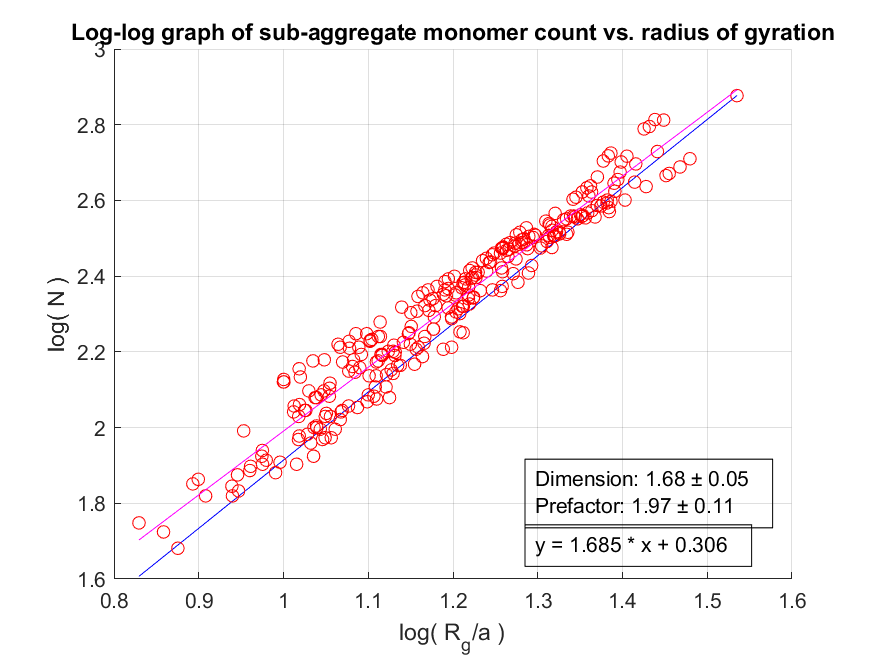 Log-log graph of sub-aggregate monomer count vs. radius of gyration
3
2.8
2.6
2.4
2.2
2
1.8
1.6
log( N )
Dimension: 1.68 ± 0.05
Prefactor: 1.97 ± 0.11
y = 1.685 * x + 0.306
0.8 0.9 1 1.1 1.2 1.3 1.4 1.5 1.6
log( R_g/a )